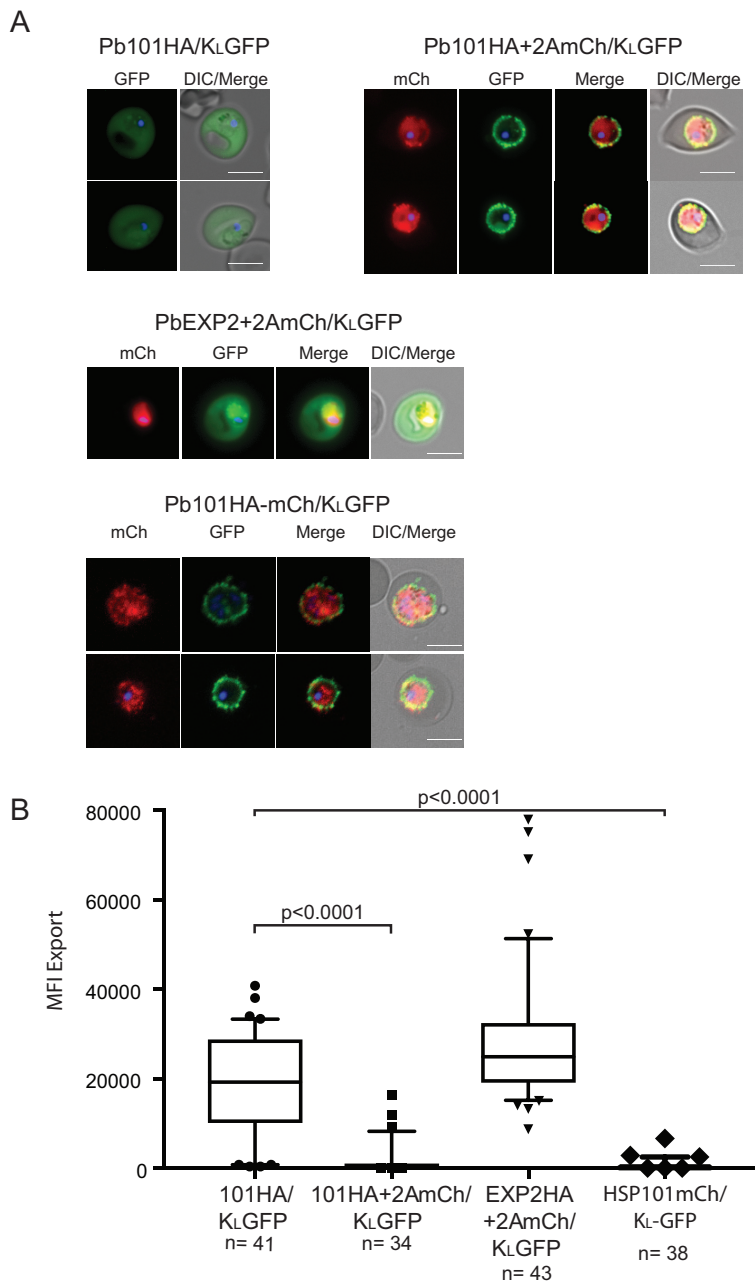 A
Pb101HA/KLGFP
GFP DIC/Merge
Pb101HA+2AmCh/KLGFP
mCh GFP Merge DIC/Merge
PbEXP2+2AmCh/KLGFP
mCh GFP Merge DIC/Merge
Pb101HA-mCh/KLGFP
mCh GFP Merge DIC/Merge
B
MFI Export
80000
60000
40000
20000
0
p<0.0001
p<0.0001
101HA/
KLGFP
n= 41
101HA+2AmCh/
KLGFP
n= 34
EXP2HA
+2AmCh/
KLGFP
n= 43
HSP101mCh/
KL-GFP
n= 38